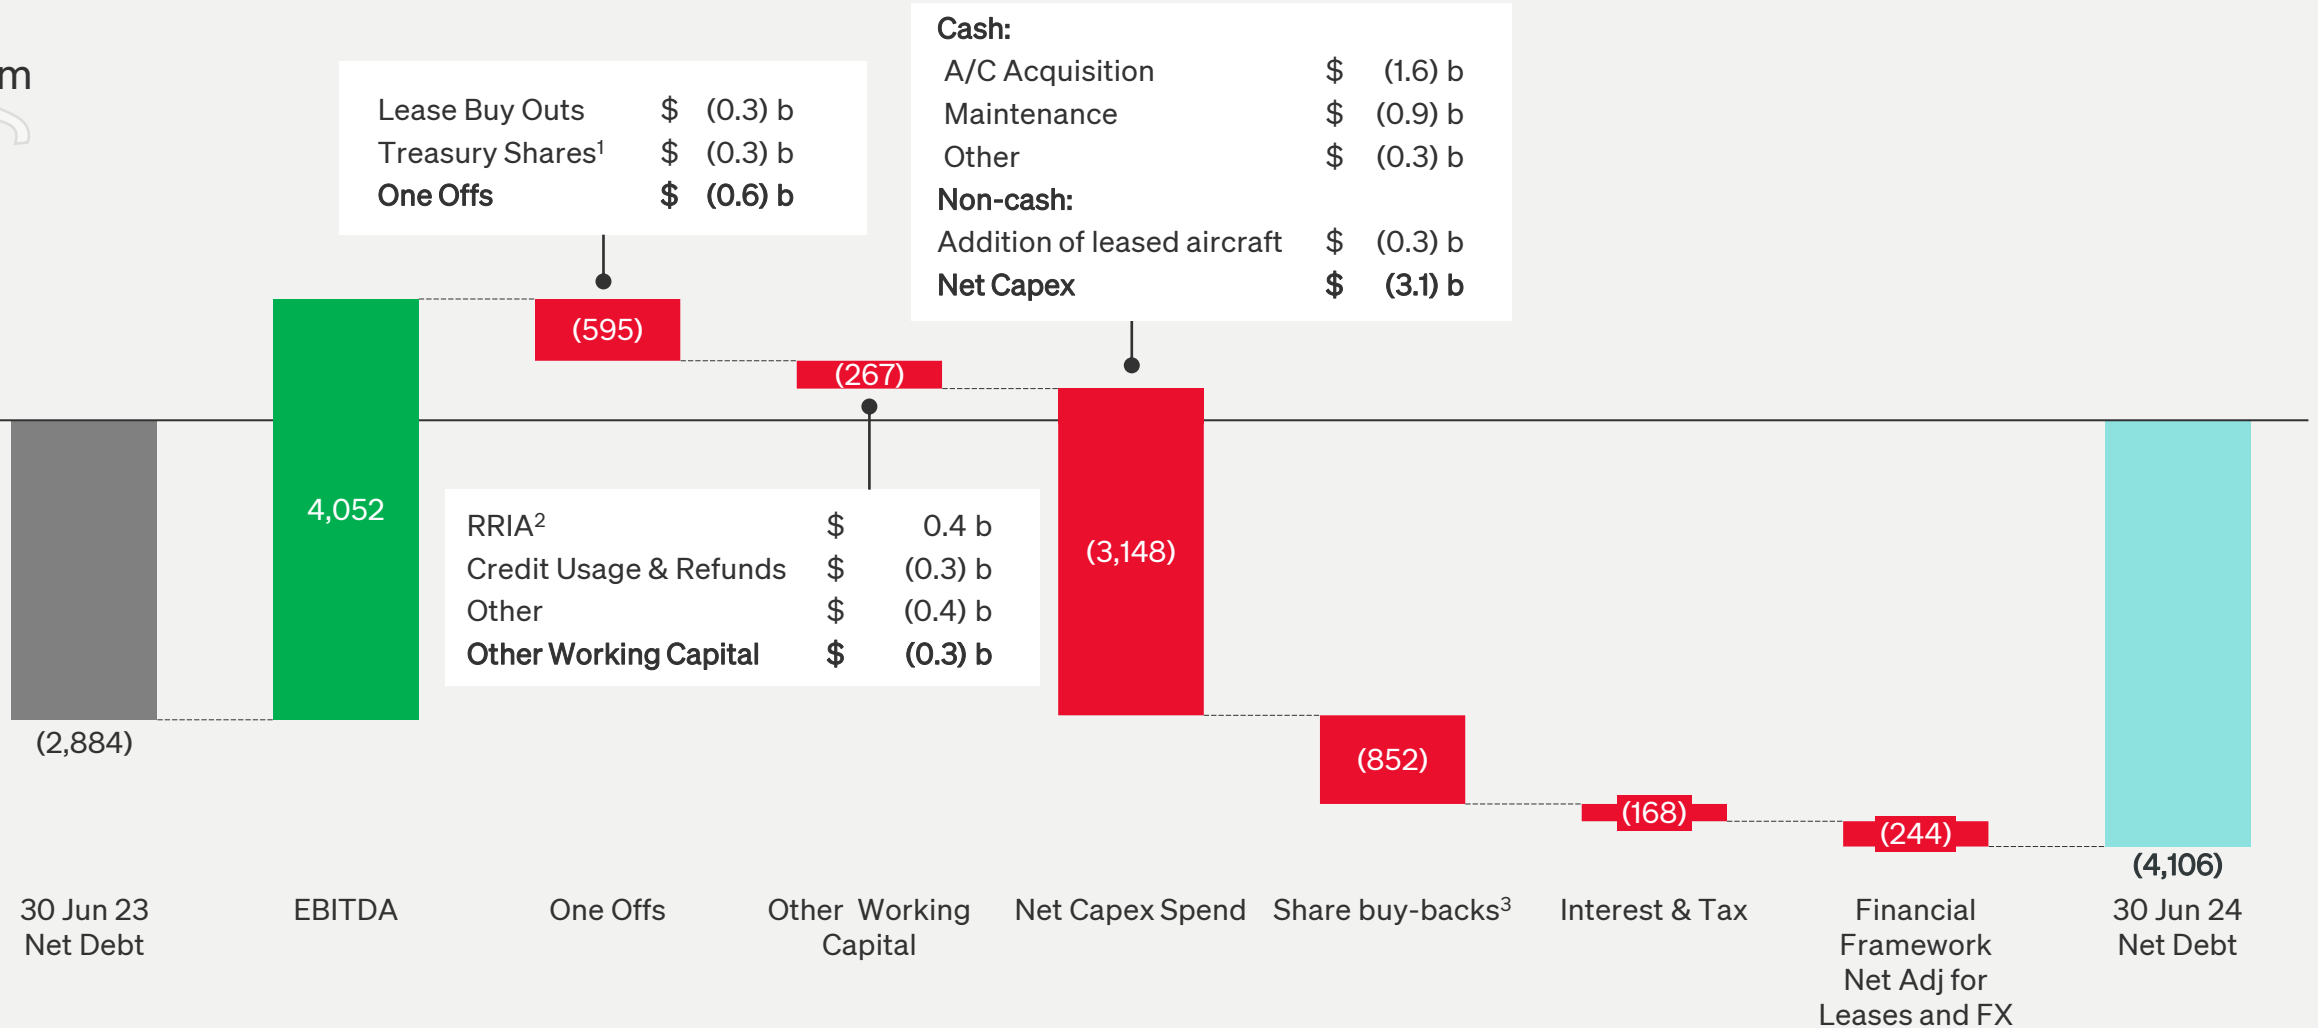 m
Lease Buy Outs $ (0.3) b
Treasury Shares¹ $ (0.3) b
One Offs $ (0.6) b
Cash:
A/C Acquisition $ (1.6) b
Maintenance $ (0.9) b
Other $ (0.3) b
Non-cash:
Addition of leased aircraft $ (0.3) b
Net Capex $ (3.1) b
(595)
(267)
4,052
(3,148)
RRIA² $ 0.4 b
Credit Usage & Refunds $ (0.3) b
Other $ (0.4) b
Other Working Capital $ (0.3) b
(2,884)
(852)
(168)
(244)
(4,106)
30 Jun 23
Net Debt
EBITDA
One Offs
Other Working
Capital
Net Capex Spend
Share buy-backs³
Interest & Tax
Financial
Framework
Net Adj for
Leases and FX
30 Jun 24
Net Debt